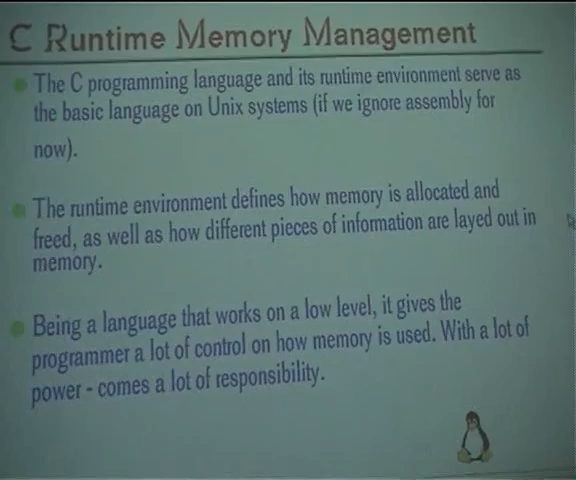 C Runtime Memory Management
The C programming language and its runtime environment serve as
the basic language on Unix systems (if we ignore assembly for
now).
The runtime environment defines how memory is allocated and
freed, as well as how different pieces of information are layed out in
memory.
Being a language that works on a low level, it gives the
programmer a lot of control on how memory is used. With a lot of
power - comes a lot of responsibility.